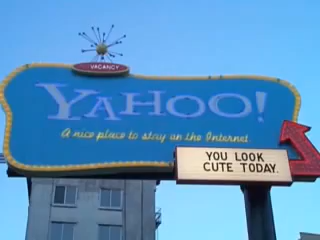 VACANCY
YAHOO!
A nice place to stay on the Internet
YOU LOOK
CUTE TODAY.